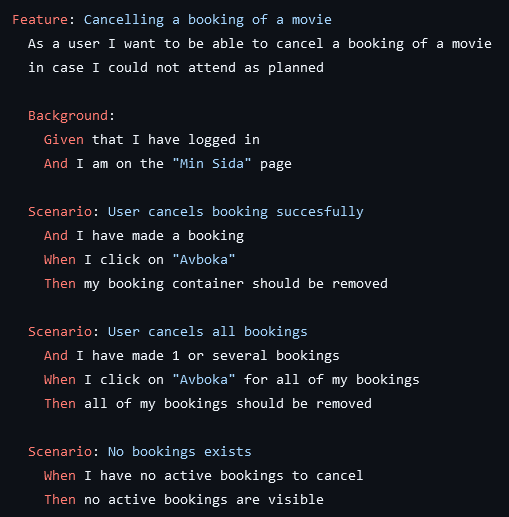 Feature: Cancelling a booking of a movie
As a user I want to be able to cancel a booking of a movie
in case I could not attend as planned
Background:
Given that I have logged in
And I am on the "Min Sida" page
Scenario: User cancels booking succesfully
And I have made a booking
When I click on "Avboka"
Then my booking container should be removed
Scenario: User cancels all bookings
And I have made 1 or several bookings
When I click on "Avboka" for all of my bookings
Then all of my bookings should be removed
Scenario: No bookings exists
When I have no active bookings to cancel
Then no active bookings are visible